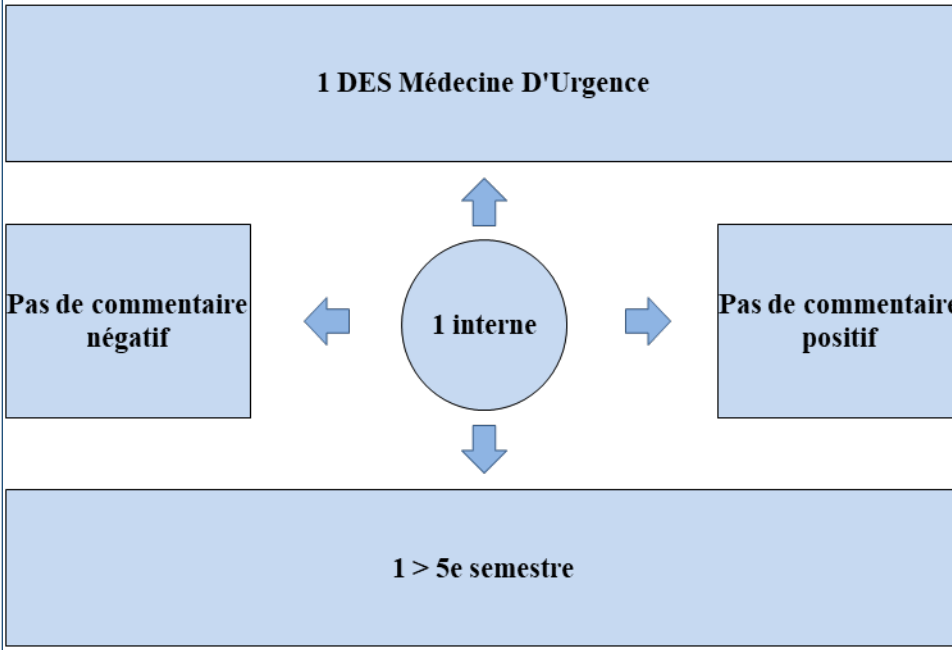 1 DES Médecine D'Urgence
Pas de commentaire
négatif
1 interne
Pas de commentaire
positif
1 > 5e semestre